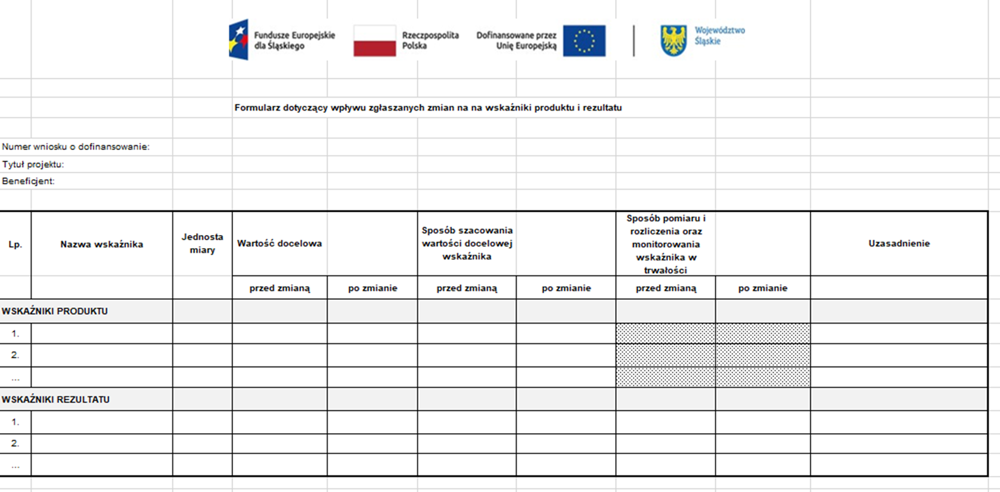 Fundusze Europejskie
dla Śląskiego
Rzeczpospolita
Polska
Dofinansowane przez
Unię Europejską
Województwo
Śląskie
Formularz dotyczący wpływu zgłaszanych zmian na na wskaźniki produktu i rezultatu
Numer wniosku o dofinansowanie:
Tytuł projektu:
Beneficjent:
Lp.
Nazwa wskaźnika
Jednosta
miary
Wartość docelowa
Sposób szacowania
wartości docelowej
wskaźnika
Sposób pomiaru i
rozliczenia oraz
monitorowania
wskaźnika w
trwałości
Uzasadnienie
przed zmianą po zmianie przed zmianą po zmianie przed zmianą po zmianie
WSKAŹNIKI PRODUKTU
1.
2.
...
WSKAŹNIKI REZULTATU
1.
2.
...